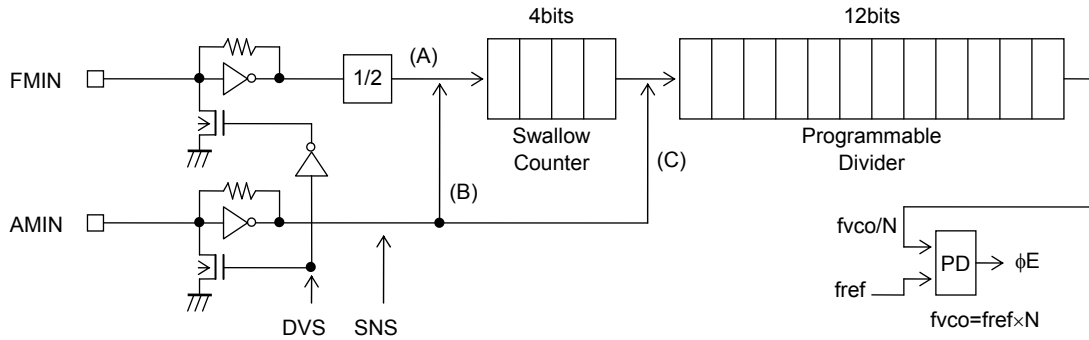 4bits
12bits
FMIN
1/2
(A)
Swallow
Counter
Programmable
Divider
(B)
(C)
AMIN
fvco/N
PD
ϕE
fref
DVS
SNS
fvco=fref×N